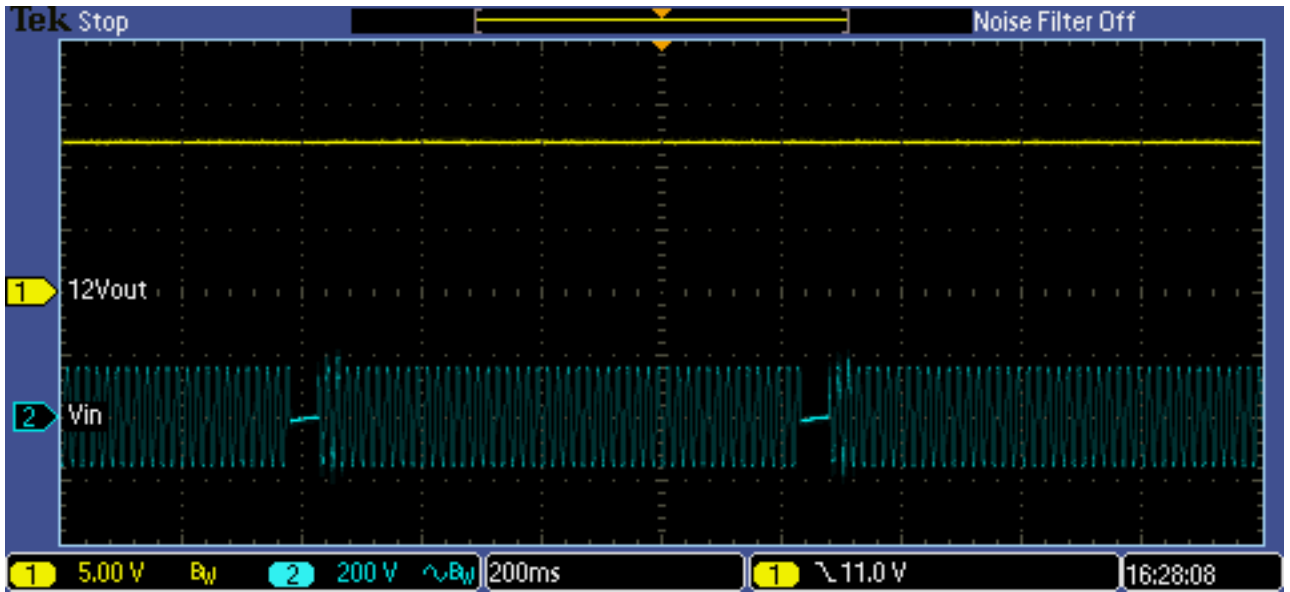 Tek Stop Noise Filter Off
1 12Vout
2 Vin
1 5.00 V BW 2 200 V BW 200ms 1 11.0 V 16:28:08